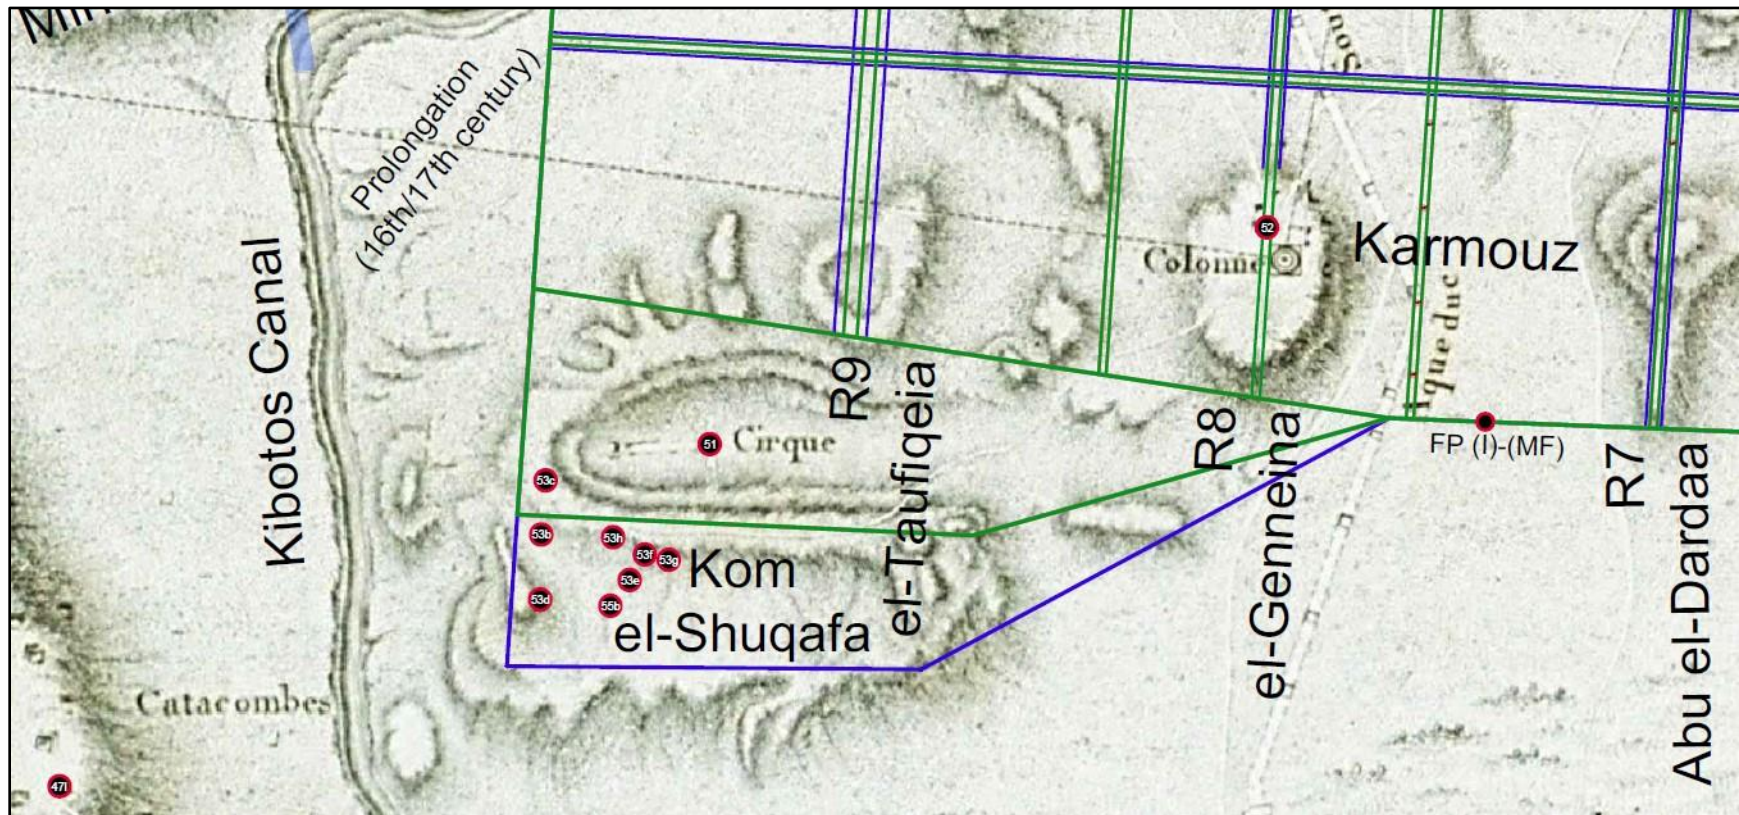 Prolongation
(16th/17th century)
Kibotos Canal
52
Colonne
Karmouz
Aqueduc
R9
el-Taufiqeia
R8
el-Genneina
FP (I)-(MF)
R7
Abu el-Dardaa
51
Cirque
53c
53b
53h
53f
53g
53e
53d
55b
Kom
el-Shuqafa
Catacombes
47l